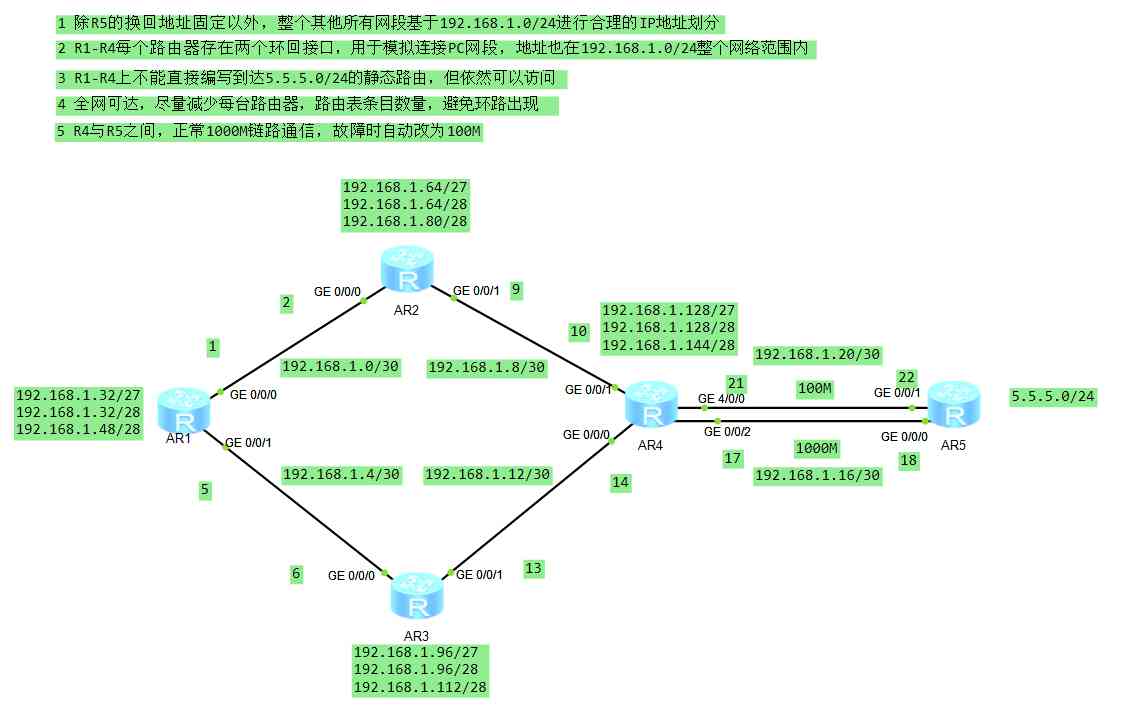 1 除R5的换回地址固定以外，整个其他所有网段基于192.168.1.0/24进行合理的IP地址划分
2 R1-R4每个路由器存在两个环回接口，用于模拟连接PC网段，地址也在192.168.1.0/24整个网络范围内
3 R1-R4上不能直接编写到达5.5.5.0/24的静态路由，但依然可以访问
4 全网可达，尽量减少每台路由器，路由表条目数量，避免环路出现
5 R4与R5之间，正常1000M链路通信，故障时自动改为100M
192.168.1.64/27
192.168.1.64/28
192.168.1.80/28
R
AR2
GE 0/0/0
GE 0/0/1
2
9
1
10
192.168.1.0/30
192.168.1.8/30
192.168.1.128/27
192.168.1.128/28
192.168.1.144/28
192.168.1.32/27
192.168.1.32/28
192.168.1.48/28
R
AR1
GE 0/0/0
GE 0/0/1
GE 0/0/1
GE 0/0/0
R
AR4
192.168.1.20/30
21
100M
22
GE 4/0/0
GE 0/0/1
GE 0/0/2
GE 0/0/0
17
1000M
18
192.168.1.16/30
R
AR5
5.5.5.0/24
192.168.1.4/30
192.168.1.12/30
5
14
6
13
GE 0/0/0
GE 0/0/1
R
AR3
192.168.1.96/27
192.168.1.96/28
192.168.1.112/28